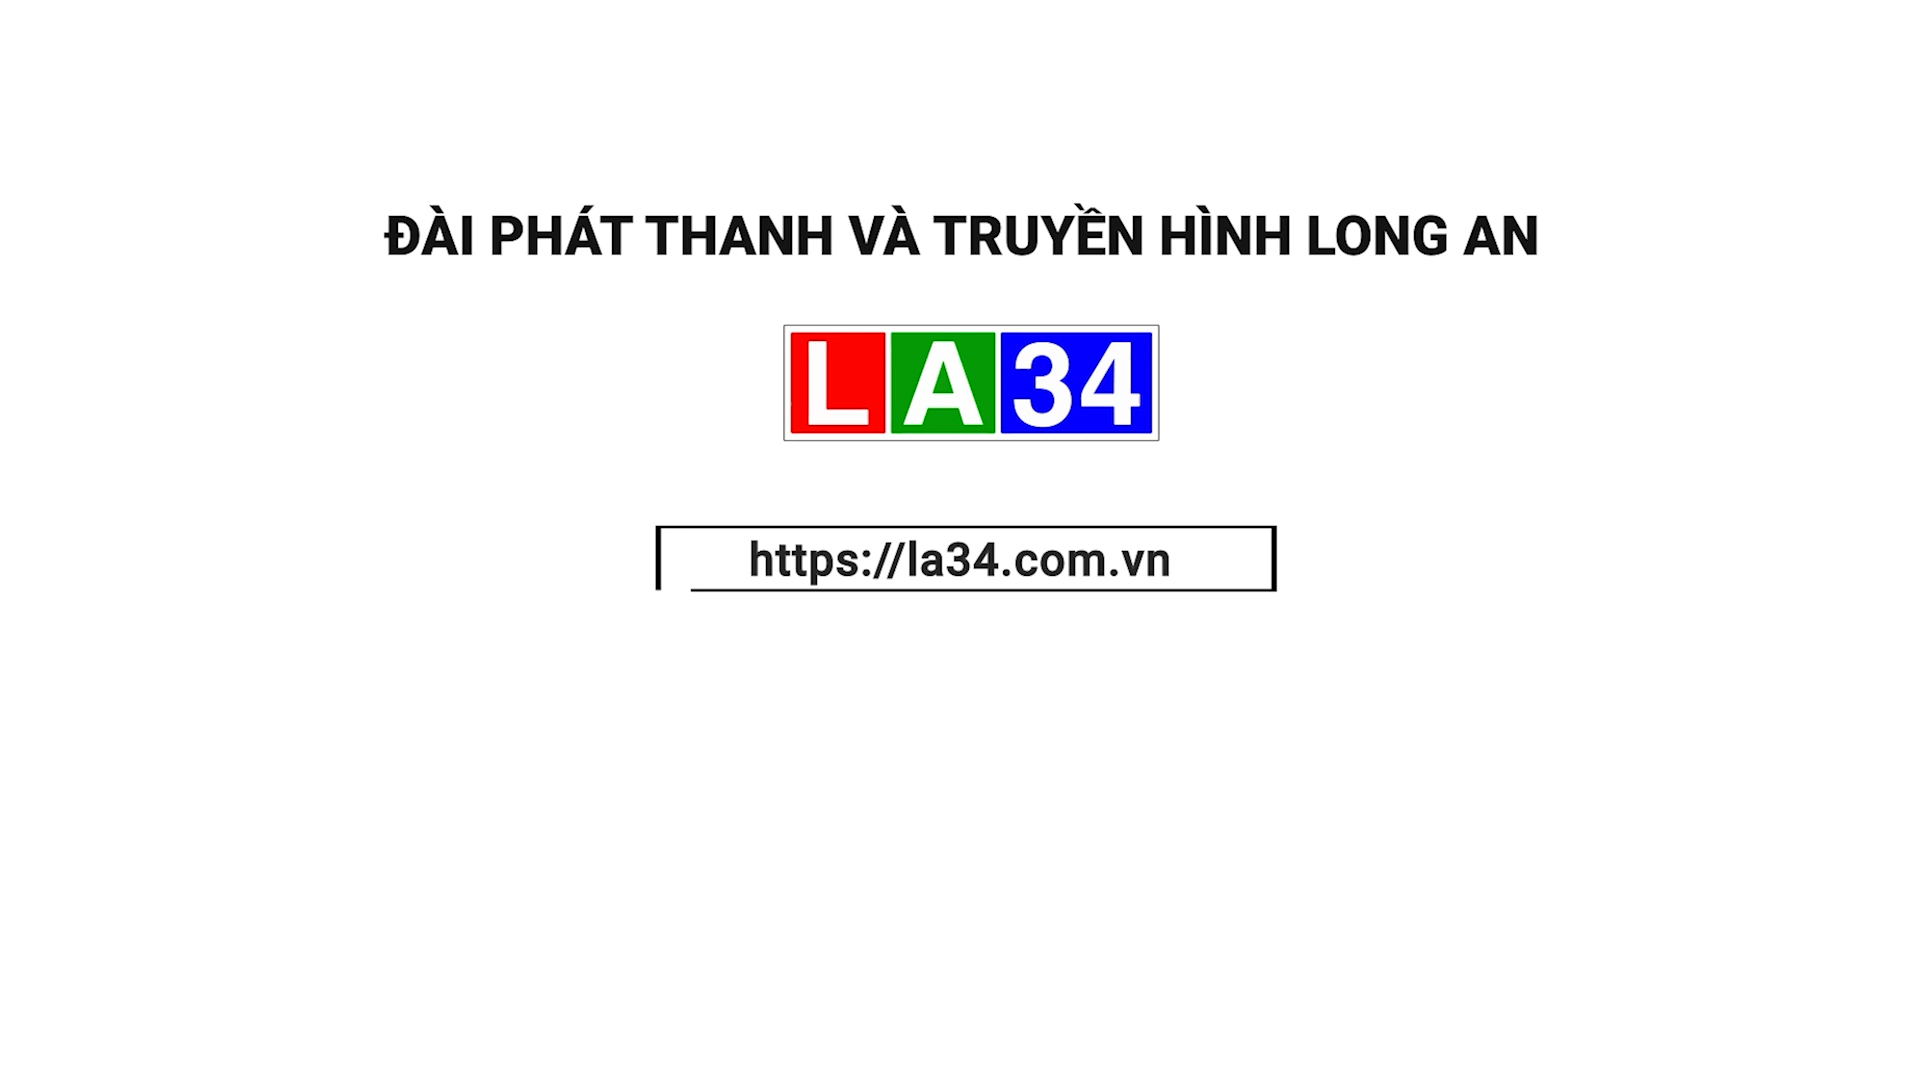 ĐÀI PHÁT THANH VÀ TRUYỀN HÌNH LONG AN
LA34
https://la34.com.vn